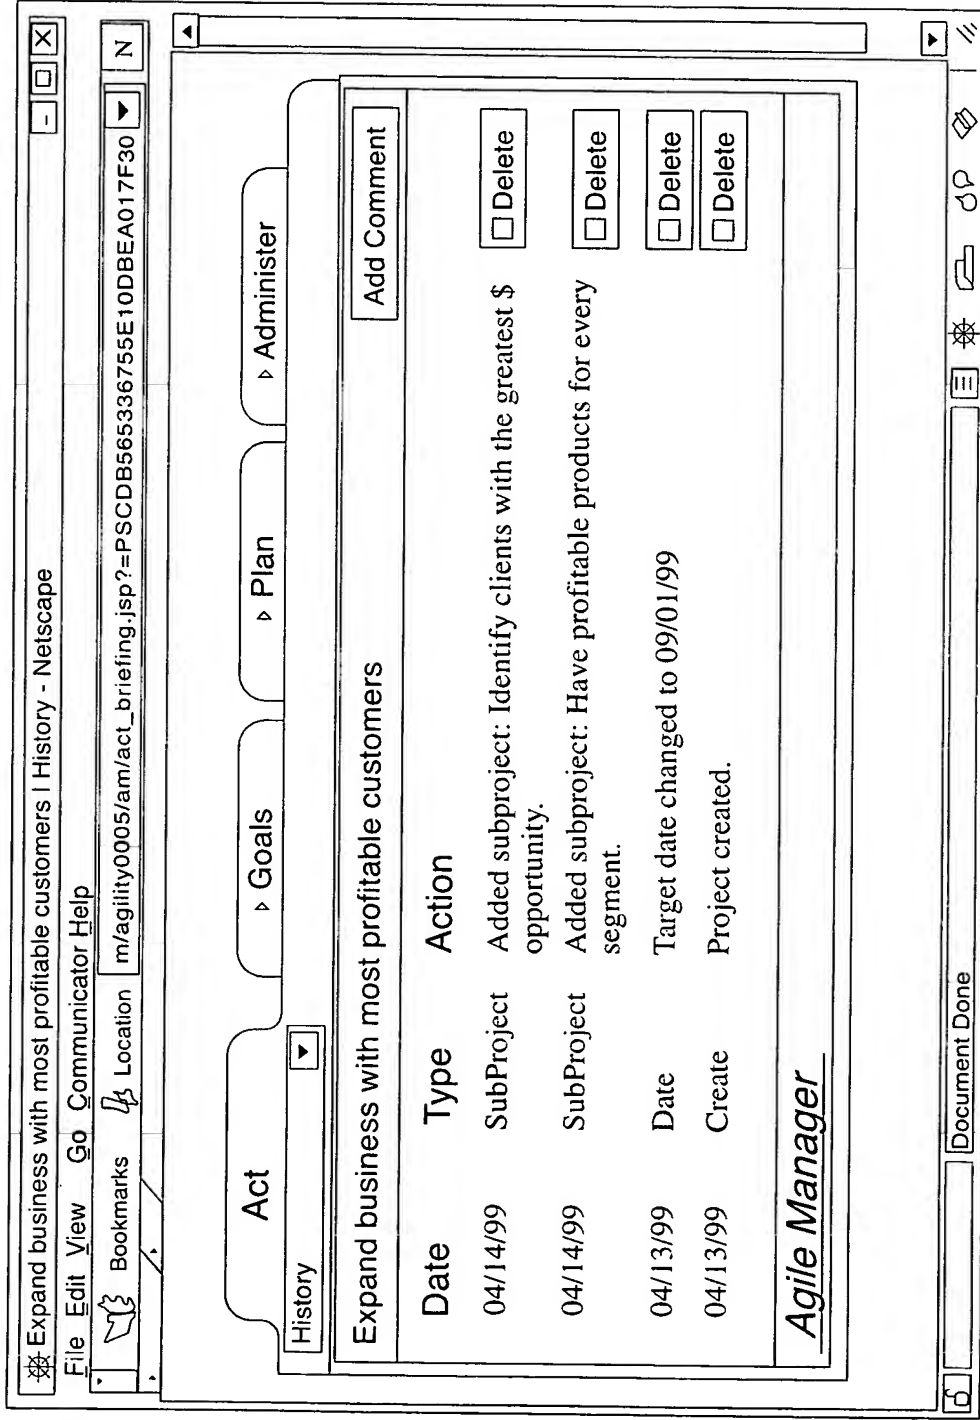 Expand business with most profitable customers | History - Netscape
File Edit View Go Communicator Help
Bookmarks Location m/agility0005/am/act_briefing.jsp?=PSCDB565336755E10DBEA017F30 N
Act Goals Plan Administer
History
Expand business with most profitable customers Add Comment
Date Type Action
04/14/99 SubProject Added subproject: Identify clients with the greatest $ Delete
opportunity.
04/14/99 SubProject Added subproject: Have profitable products for every Delete
segment.
04/13/99 Date Target date changed to 09/01/99 Delete
04/13/99 Create Project created. Delete
Agile Manager
Document Done